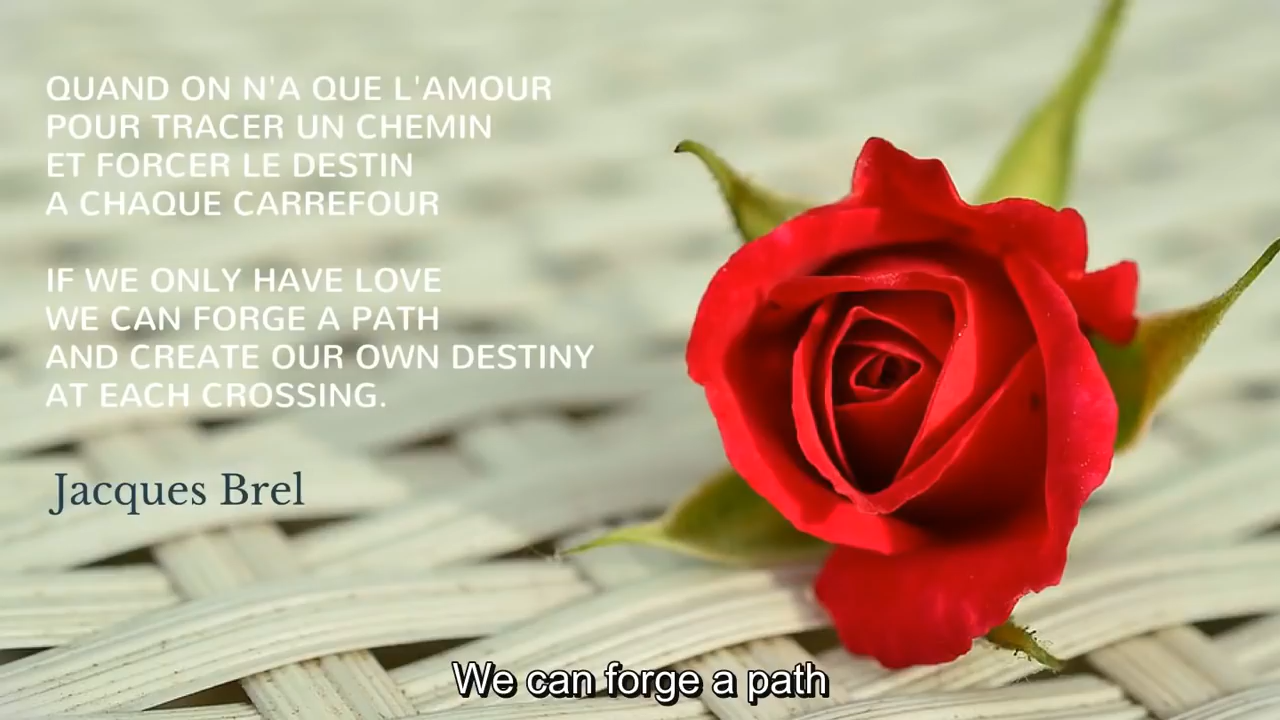 QUAND ON N'A QUE L'AMOUR
POUR TRACER UN CHEMIN
ET FORCER LE DESTIN
A CHAQUE CARREFOUR
IF WE ONLY HAVE LOVE
WE CAN FORGE A PATH
AND CREATE OUR OWN DESTINY
AT EACH CROSSING.
Jacques Brel
We can forge a path